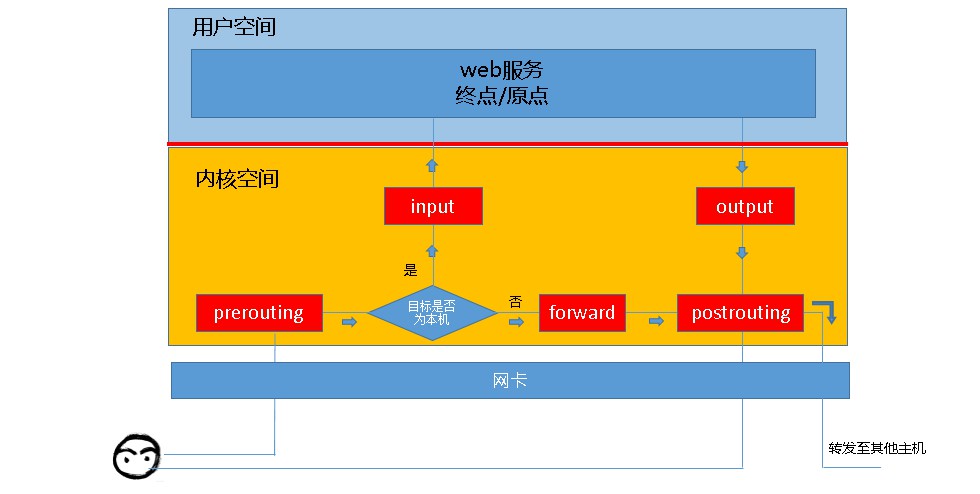 用户空间
web服务
终点/原点
内核空间
input
output
是
prerouting
目标是否
为本机
否
forward
postrouting
网卡
转发至其他主机